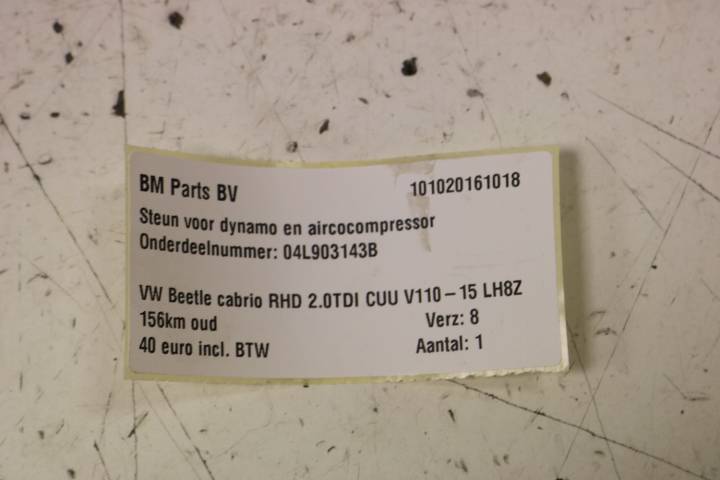 BM Parts BV 101020161018
Steun voor dynamo en aircocompressor
Onderdeelnummer: 04L903143B
VW Beetle cabrio RHD 2.0TDI CUU V110-15 LH8Z
156km oud Verz: 8
40 euro incl. BTW Aantal: 1